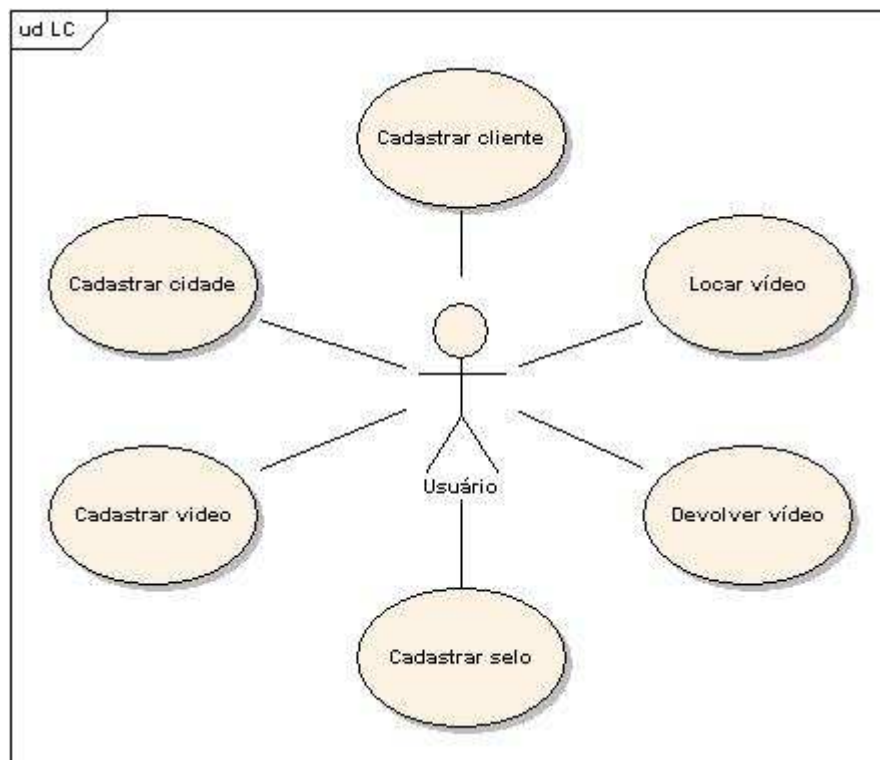 ud LC
Cadastrar cliente
Cadastrar cidade
Locar vídeo
Cadastrar video
Usuário
Devolver vídeo
Cadastrar selo